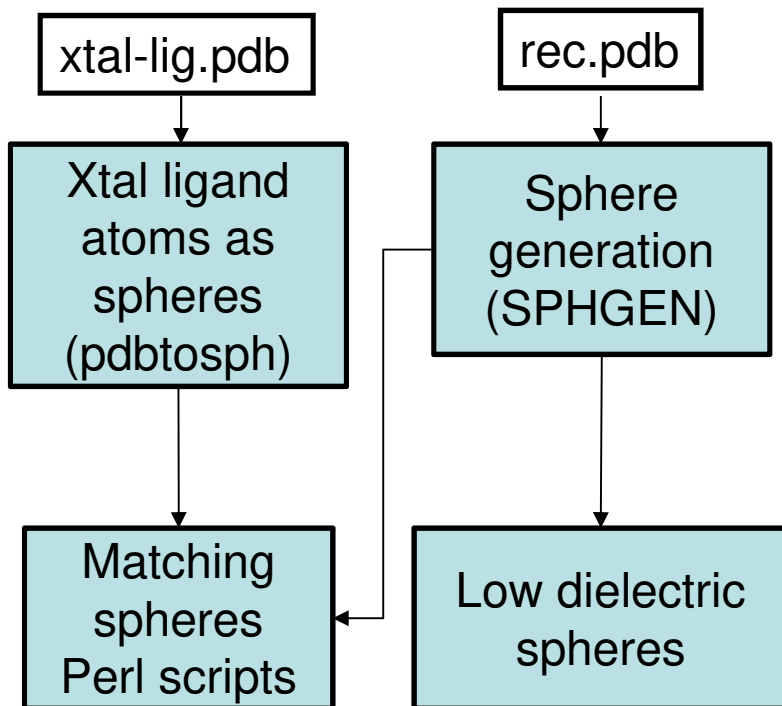 xtal-lig.pdb
rec.pdb
Xtal ligand
atoms as
spheres
(pdbtosph)
Sphere
generation
(SPHGEN)
Matching
spheres
Perl scripts
Low dielectric
spheres